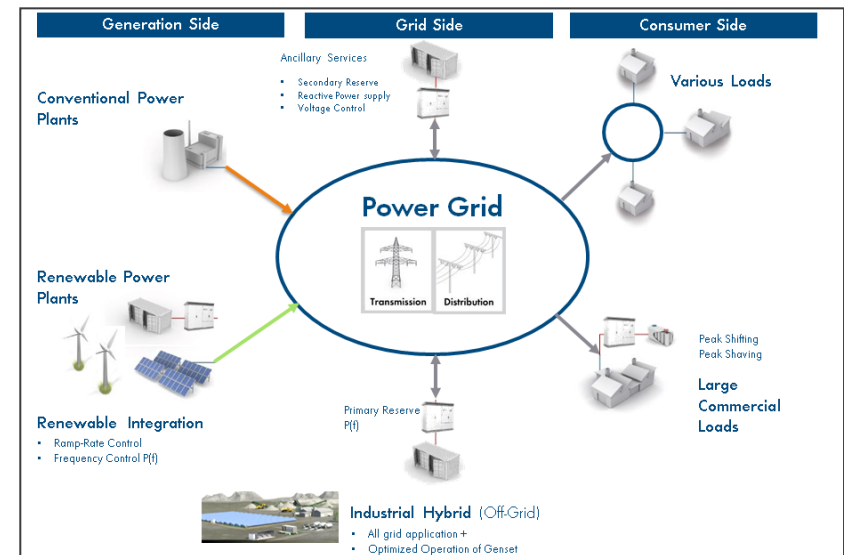 Generation Side
Grid Side
Consumer Side
Ancillary Services
▪ Secondary Reserve
▪ Reactive Power supply
▪ Voltage Control
Conventional Power
Plants
Various Loads
Power Grid
Transmission
Distribution
Renewable Power
Plants
Peak Shifting
Peak Shaving
Large
Commercial
Loads
Primary Reserve
P(f)
Renewable Integration
▪ Ramp-Rate Control
▪ Frequency Control P(f)
Industrial Hybrid (Off-Grid)
▪ All grid application +
▪ Optimized Operation of Genset